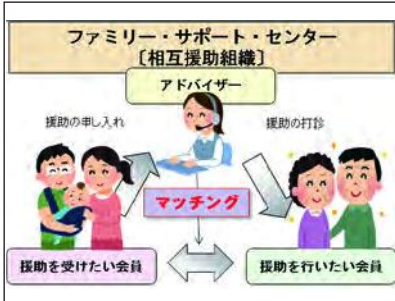 ファミリー・サポート・センター
〔相互援助組織〕
アドバイザー
援助の申し入れ
援助の打診
マッチング
援助を受けたい会員
援助を行いたい会員